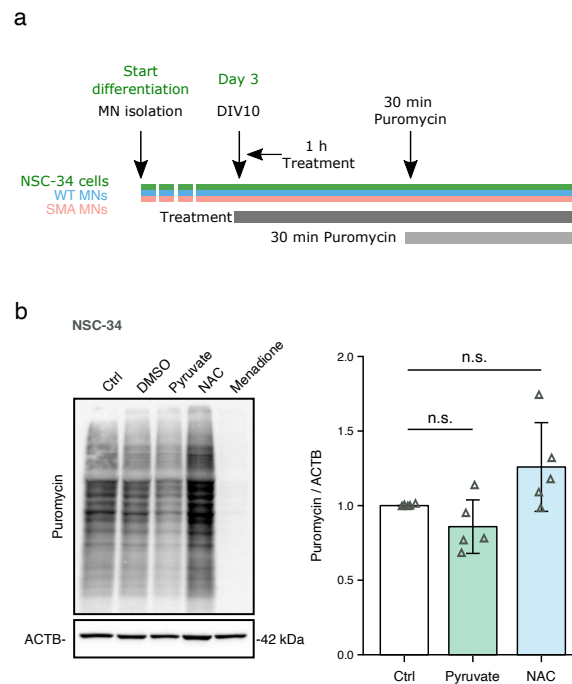 a
Start
differentiation
MN isolation
Day 3
DIV10
1 h
Treatment
30 min
Puromycin
NSC-34 cells
WT MNs
SMA MNs
Treatment
30 min Puromycin
b
NSC-34
Ctrl
DMSO
Pyruvate
NAC
Menadione
Puromycin
ACTB-
-42 kDa
Puromycin / ACTB
2.0
1.5
1.0
0.5
0.0
n.s.
n.s.
Ctrl
Pyruvate
NAC